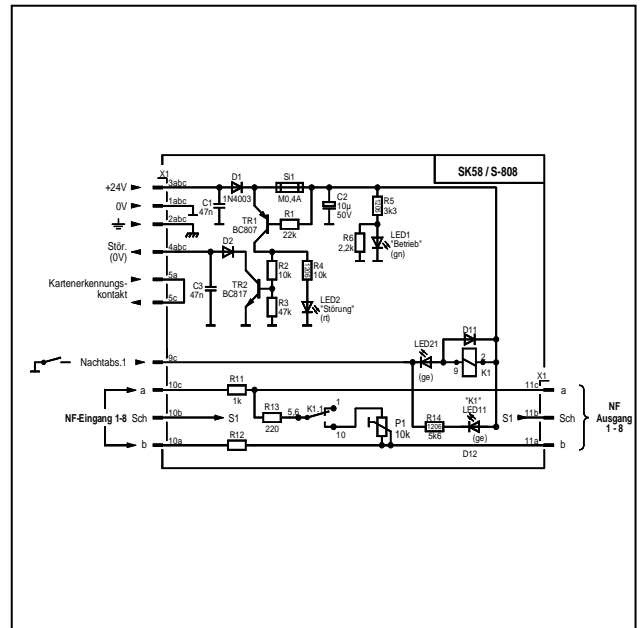 SK58 / S-808
X1
+24V
3abc
D1
1N4003
Si1
M0,4A
C1
47n
0V
1abc
2abc
TR1
BC807
R1
22k
C2
10µ
50V
1206
R5
3k3
R6
2,2k
LED1
"Betrieb"
(gn)
Stör.
(0V)
4abc
D2
C3
47n
TR2
BC817
R2
10k
R3
47k
1206
R4
10k
LED2
"Störung"
(rt)
Kartenerkennungs-
kontakt
5a
5c
Nachtabs.1
9c
LED21
(ge)
D11
9
2
K1
X1
a
10c
R11
1k
11c
a
NF-Eingang 1-8
Sch
10b
S1
R13
220
5,6
K1.1
1
10
P1
10k
R14
1206
5k6
"K1"
LED11
(ge)
S1
11b
Sch
NF
Ausgang
1 - 8
b
10a
R12
11a
b
D12